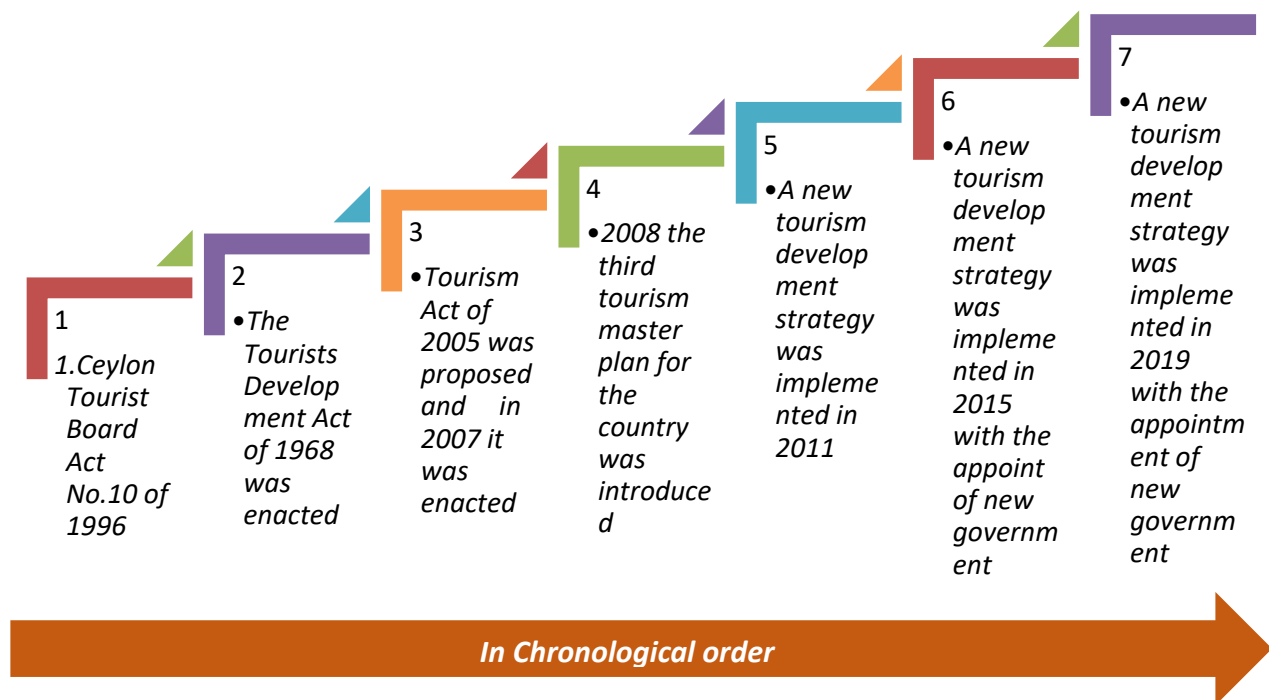 1
1.Ceylon
Tourist
Board
Act
No.10 of
1996
2
•The
Tourists
Develop
ment Act
of 1968
was
enacted
3
•Tourism
Act of
2005 was
proposed
and in
2007 it
was
enacted
4
•2008 the
third
tourism
master
plan for
the
country
was
introduce
d
5
•A new
tourism
develop
ment
strategy
was
impleme
nted in
2011
6
•A new
tourism
develop
ment
strategy
was
impleme
nted in
2015
with the
appoint
of new
governm
ent
7
•A new
tourism
develop
ment
strategy
was
impleme
nted in
2019
with the
appointm
ent of
new
governm
ent
In Chronological order